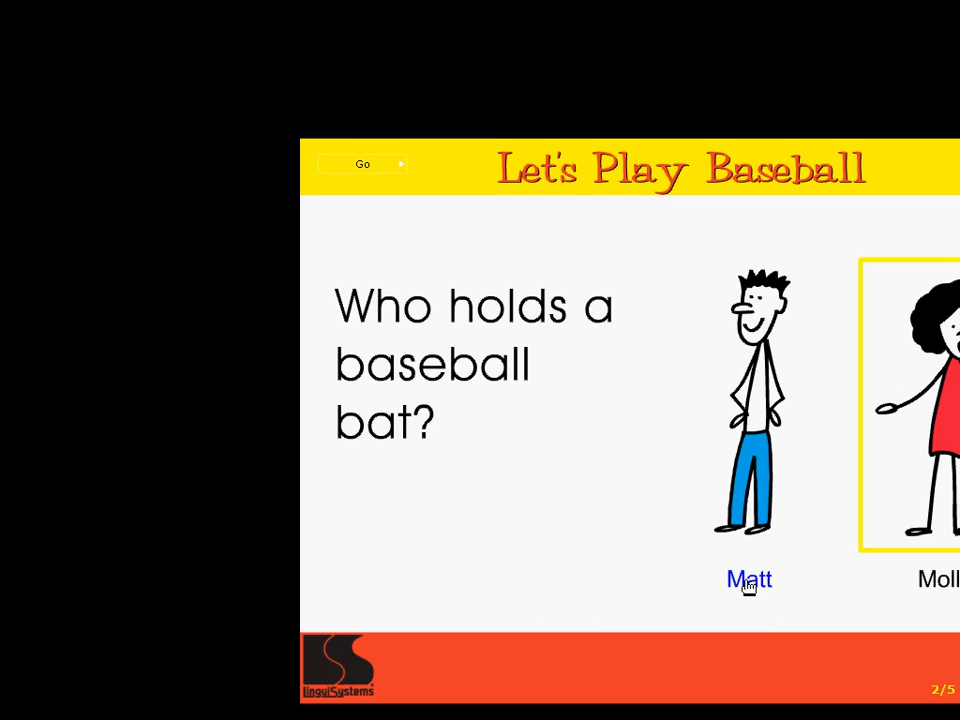 Go
Let's Play Baseball
Who holds a
baseball
bat?
Matt
Moll
LinguiSystems
2/5